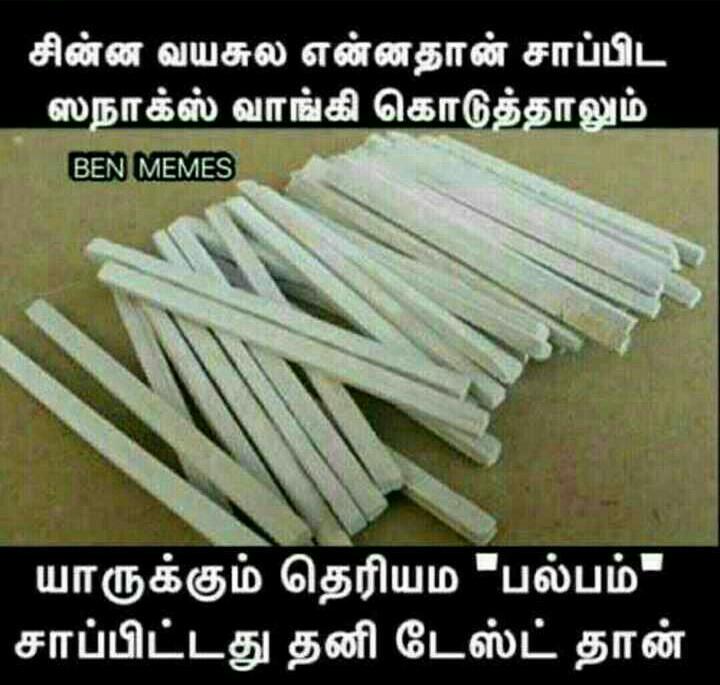 சின்ன வயசுல என்னதான் சாப்பிட
ஸநாக்ஸ் வாங்கி கொடுத்தாலும்
BEN MEMES
யாருக்கும் தெரியம "பல்பம்"
சாப்பிட்டது தனி டேஸ்ட் தான்